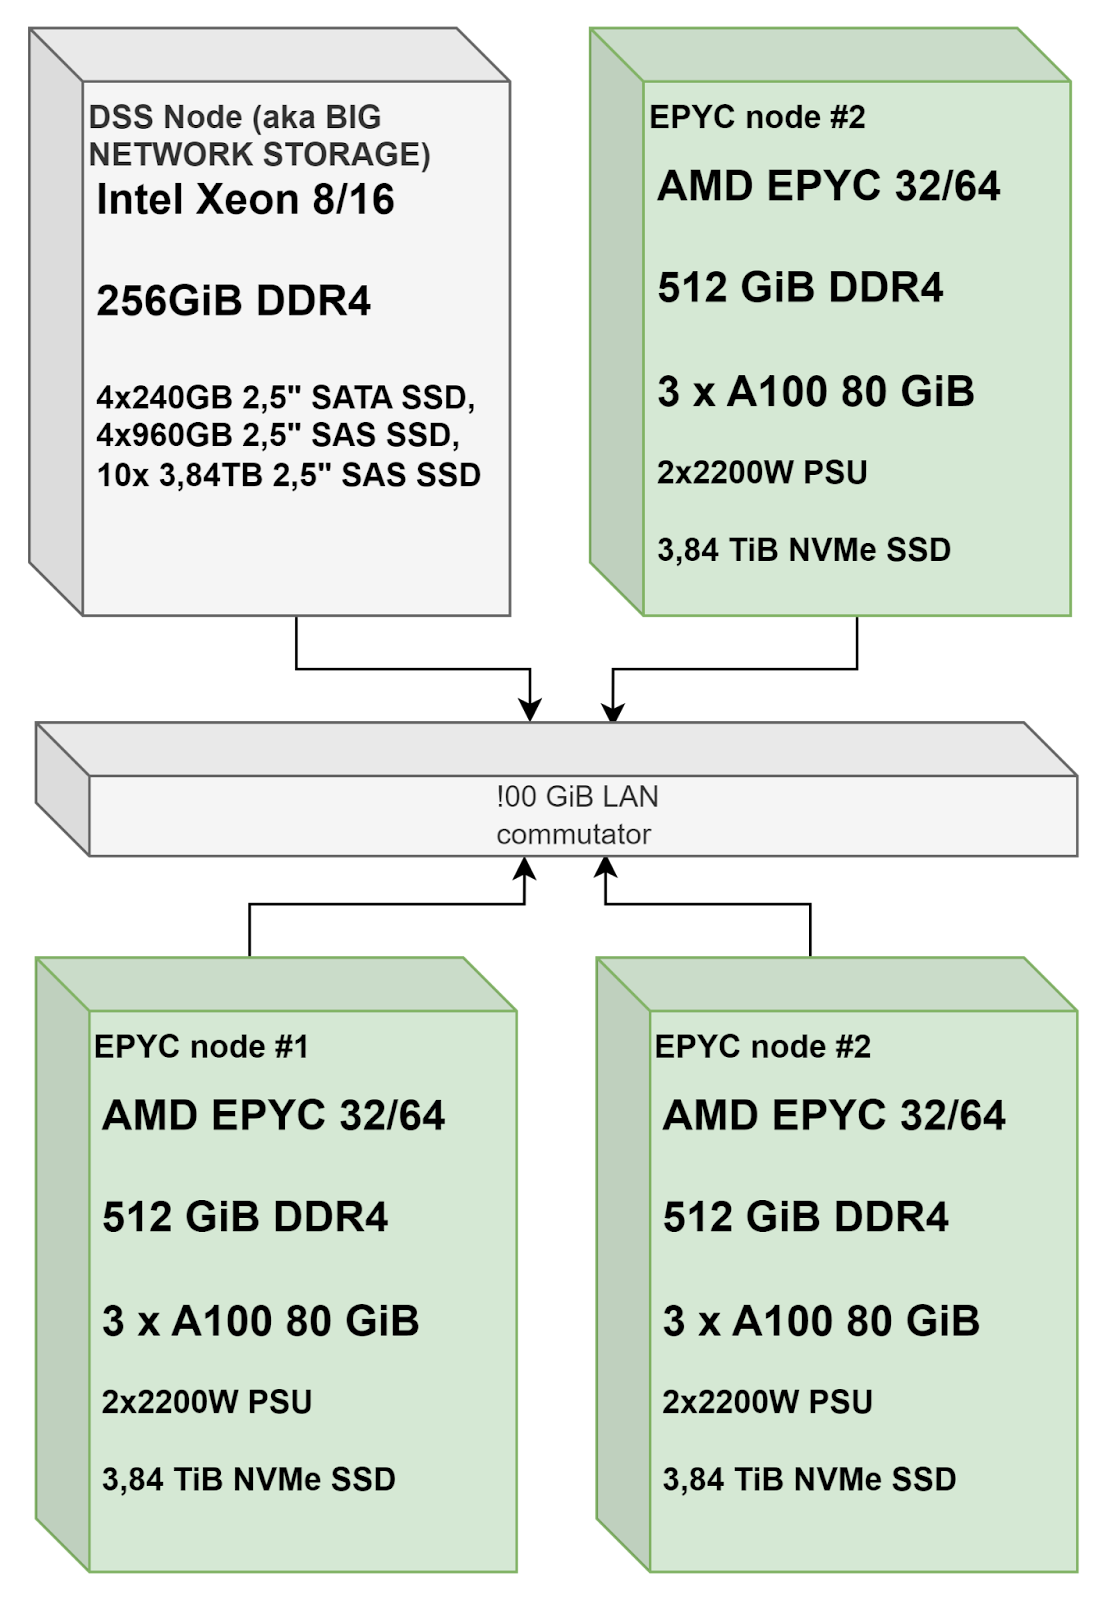 DSS Node (aka BIG
NETWORK STORAGE)
Intel Xeon 8/16
256GiB DDR4
4x240GB 2,5" SATA SSD,
4x960GB 2,5" SAS SSD,
10x 3,84TB 2,5" SAS SSD
EPYC node #2
AMD EPYC 32/64
512 GiB DDR4
3 x A100 80 GiB
2x2200W PSU
3,84 TiB NVMe SSD
!00 GiB LAN
commutator
EPYC node #1
AMD EPYC 32/64
512 GiB DDR4
3 x A100 80 GiB
2x2200W PSU
3,84 TiB NVMe SSD
EPYC node #2
AMD EPYC 32/64
512 GiB DDR4
3 x A100 80 GiB
2x2200W PSU
3,84 TiB NVMe SSD